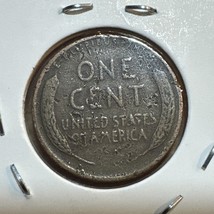 ONE
CENT
UNITED STATES
OF AMERICA